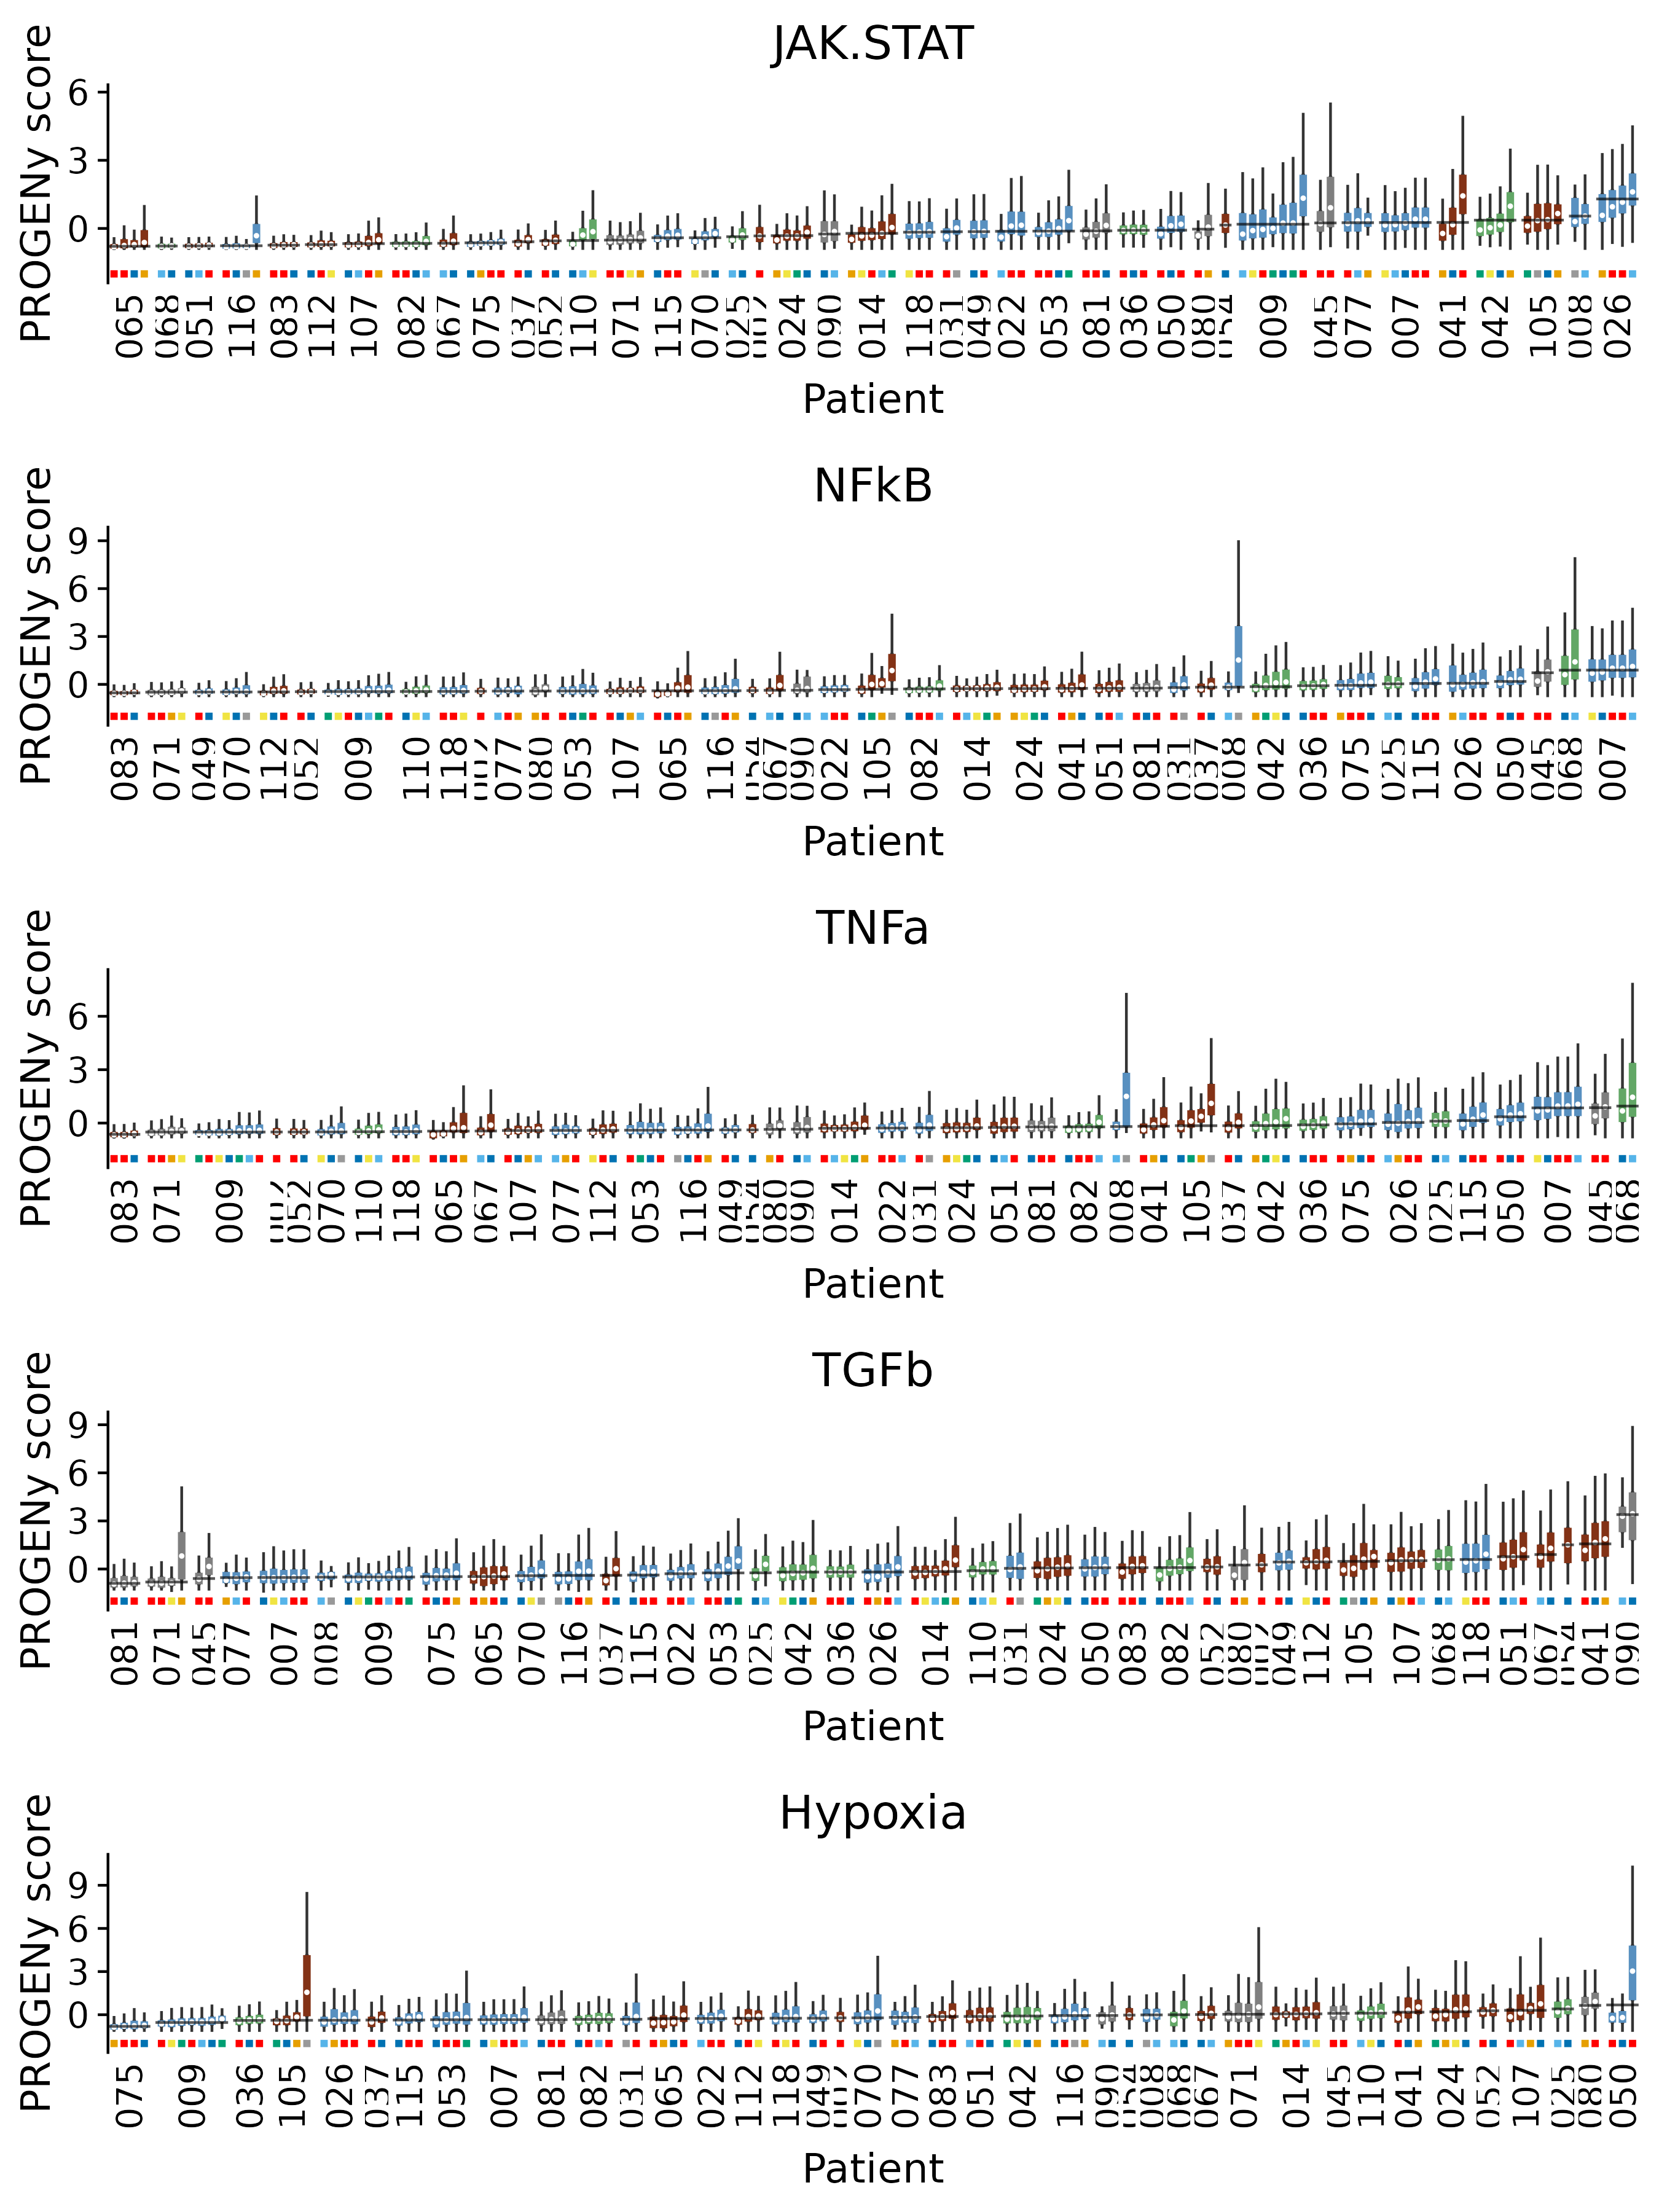 JAK.STAT
PROGENy score
6
3
0
065 068 051 116 083 112 107 082 067 075 037 052 110 071 115 070 025 002 024 090 014 118 031 049 022 053 081 036 050 080 054 009 045 077 007 041 042 105 008 026
Patient
NFkB
PROGENy score
9
6
3
0
083 071 049 070 112 052 009 110 118 002 077 080 053 107 065 116 054 067 090 022 105 082 014 024 041 051 081 031 037 008 042 036 075 025 115 026 050 045 068 007
Patient
TNFa
PROGENy score
6
3
0
083 071 009 002 052 070 110 118 065 067 107 077 112 053 116 049 054 080 090 014 022 031 024 051 081 082 008 041 105 037 042 036 075 026 025 115 050 007 045 068
Patient
TGFb
PROGENy score
9
6
3
0
081 071 045 077 007 008 009 075 065 070 116 037 115 022 053 025 042 036 026 014 110 031 024 050 083 082 052 080 002 049 112 105 107 068 118 051 067 054 041 090
Patient
Hypoxia
PROGENy score
9
6
3
0
075 009 036 105 026 037 115 053 007 081 082 031 065 022 112 118 049 002 070 077 083 051 042 116 090 054 008 068 067 071 014 045 110 041 024 052 107 025 080 050
Patient